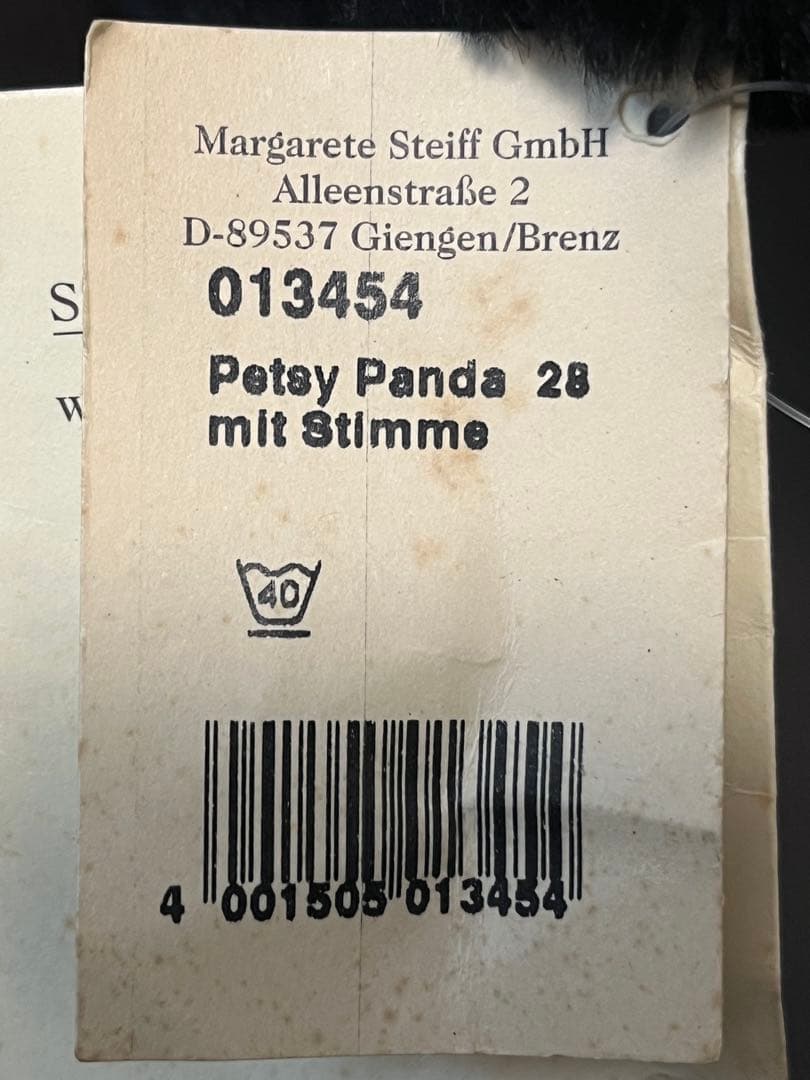 Margarete Steiff GmbH
Alleenstraße 2
D-89537 Giengen/Brenz
013454
Petsy Panda 28
mit Stimme
40
4 001505 013454
S
w